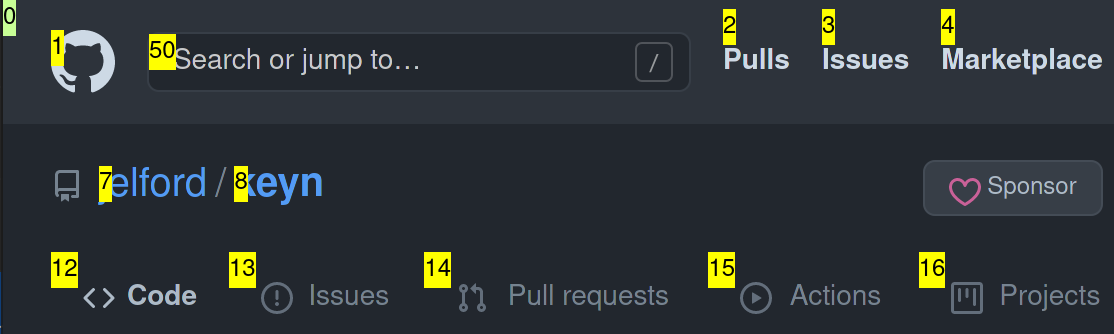 0
1 50 Search or jump to… / 2 Pulls 3 Issues 4 Marketplace
7 elford / 8 keyn Sponsor
12 Code 13 Issues 14 Pull requests 15 Actions 16 Projects